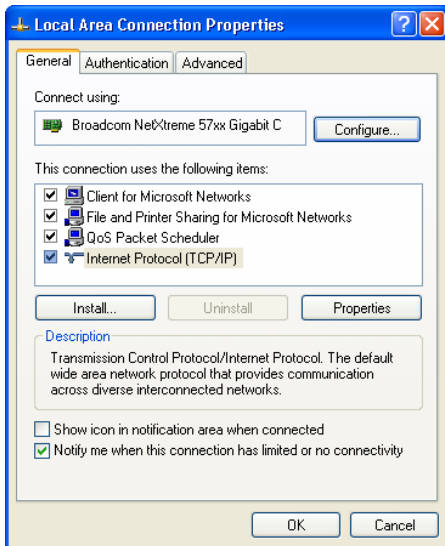 Local Area Connection Properties
General Authentication Advanced
Connect using:
Broadcom NetXtreme 57xx Gigabit C
Configure...
This connection uses the following items:
Client for Microsoft Networks
File and Printer Sharing for Microsoft Networks
QoS Packet Scheduler
Internet Protocol (TCP/IP)
Install... Uninstall Properties
Description
Transmission Control Protocol/Internet Protocol. The default
wide area network protocol that provides communication
across diverse interconnected networks.
Show icon in notification area when connected
Notify me when this connection has limited or no connectivity
OK Cancel